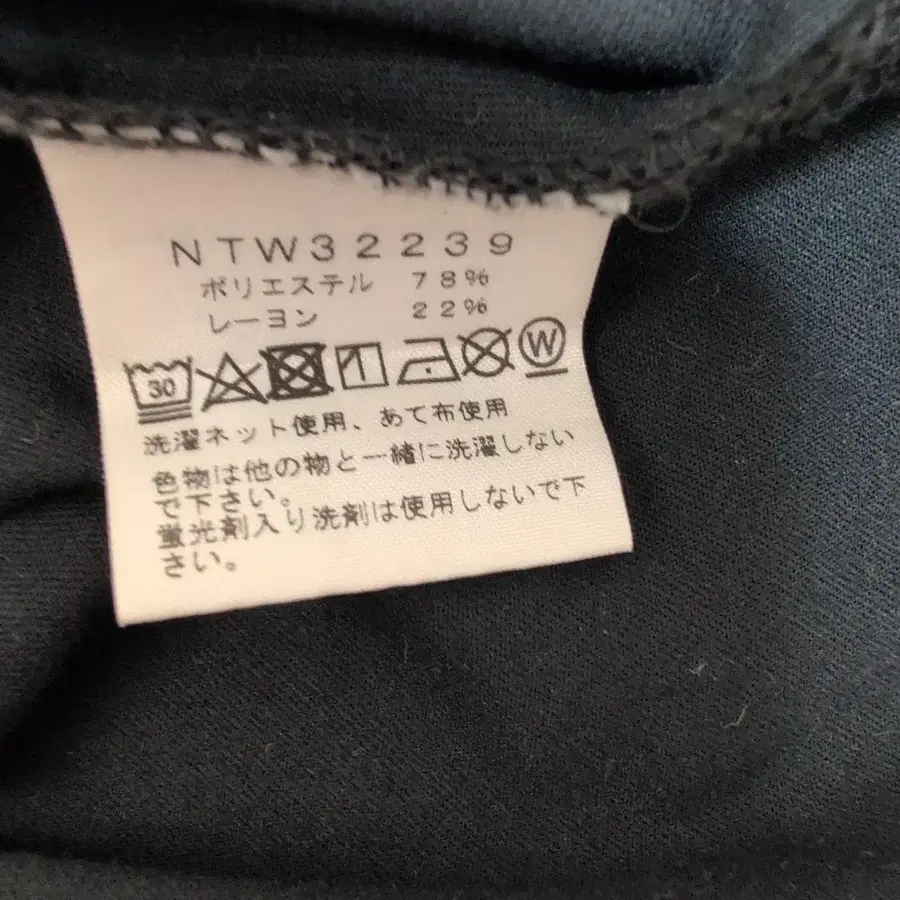 NTW32239
ポリエステル 78%
レーヨン 22%
30 W
洗濯ネット使用、あて布使用
色物は他の物と一緒に洗濯しない
で下さい。
蛍光剤入り洗剤は使用しないで下
さい。